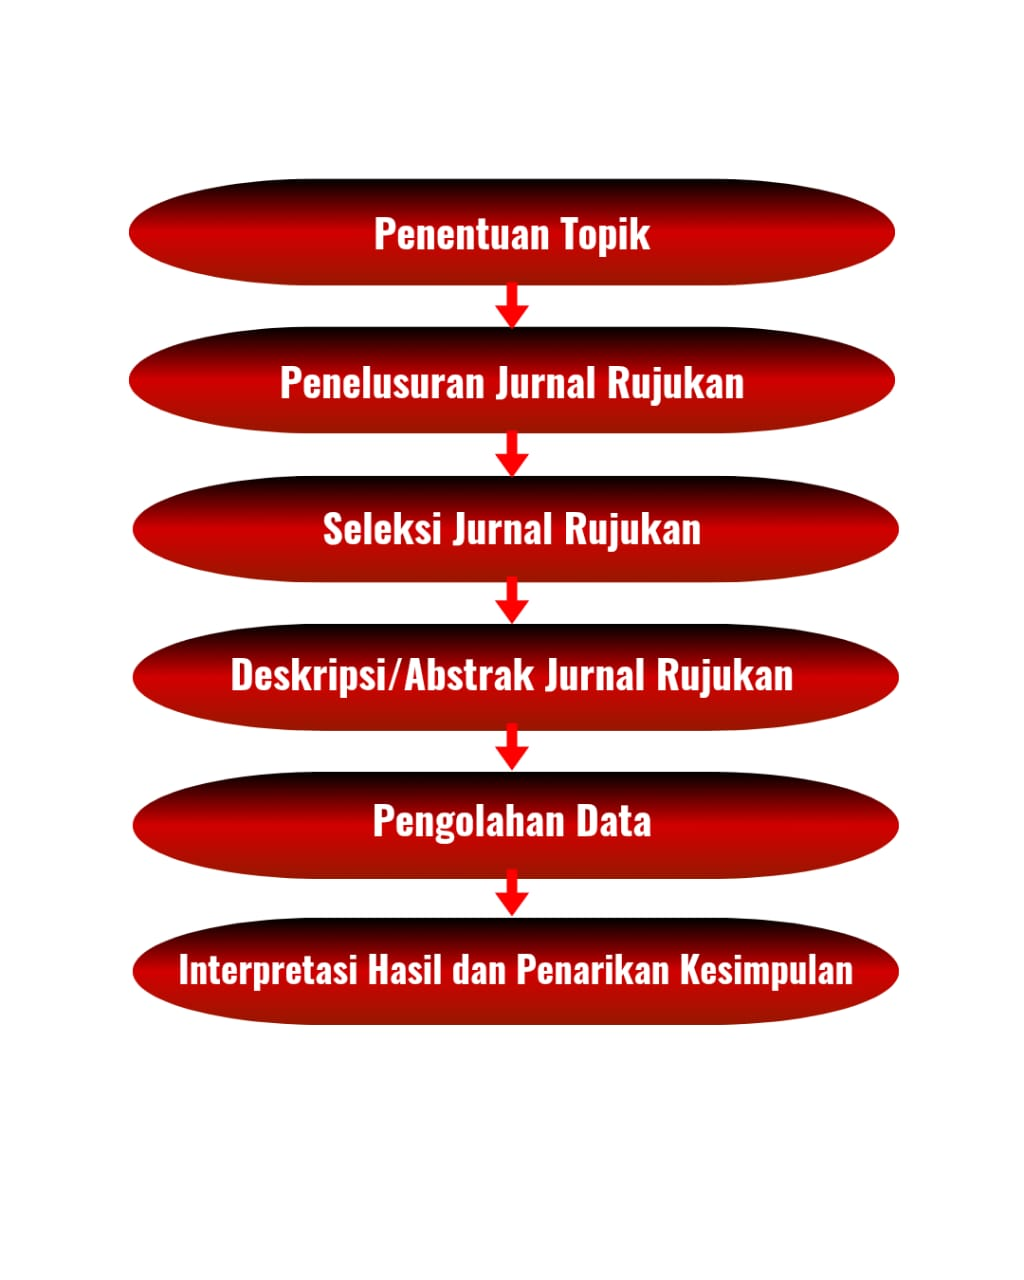 Penentuan Topik
Penelusuran Jurnal Rujukan
Seleksi Jurnal Rujukan
Deskripsi/Abstrak Jurnal Rujukan
Pengolahan Data
Interpretasi Hasil dan Penarikan Kesimpulan